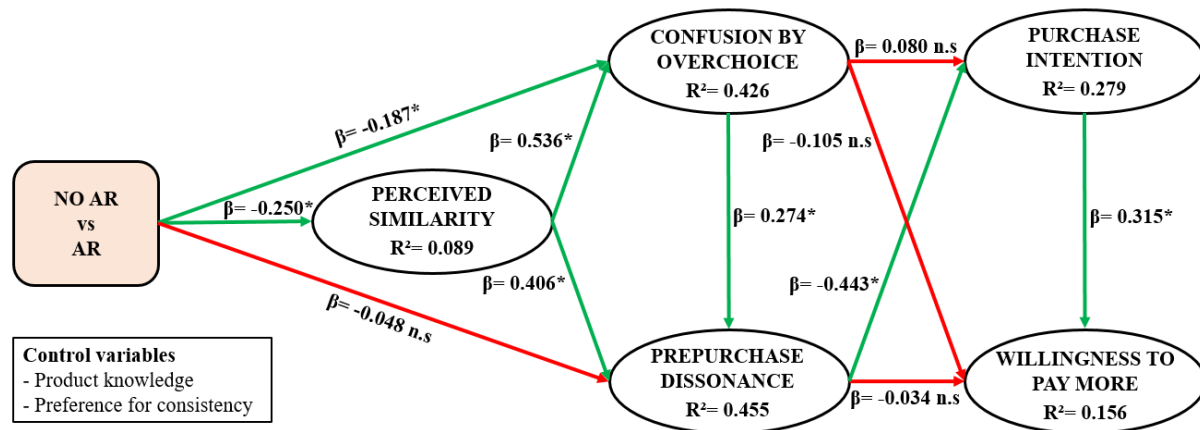 CONFUSION BY
OVERCHOICE
R²= 0.426
β= 0.080 n.s
PURCHASE
INTENTION
R²= 0.279
β= -0.187*
β= 0.536*
β= -0.105 n.s
NO AR
vs
AR
β= -0.250*
PERCEIVED
SIMILARITY
R²= 0.089
β= 0.274*
β= 0.315*
β= 0.406*
β= -0.443*
β= -0.048 n.s
Control variables
- Product knowledge
- Preference for consistency
PREPURCHASE
DISSONANCE
R²= 0.455
β= -0.034 n.s
WILLINGNESS TO
PAY MORE
R²= 0.156